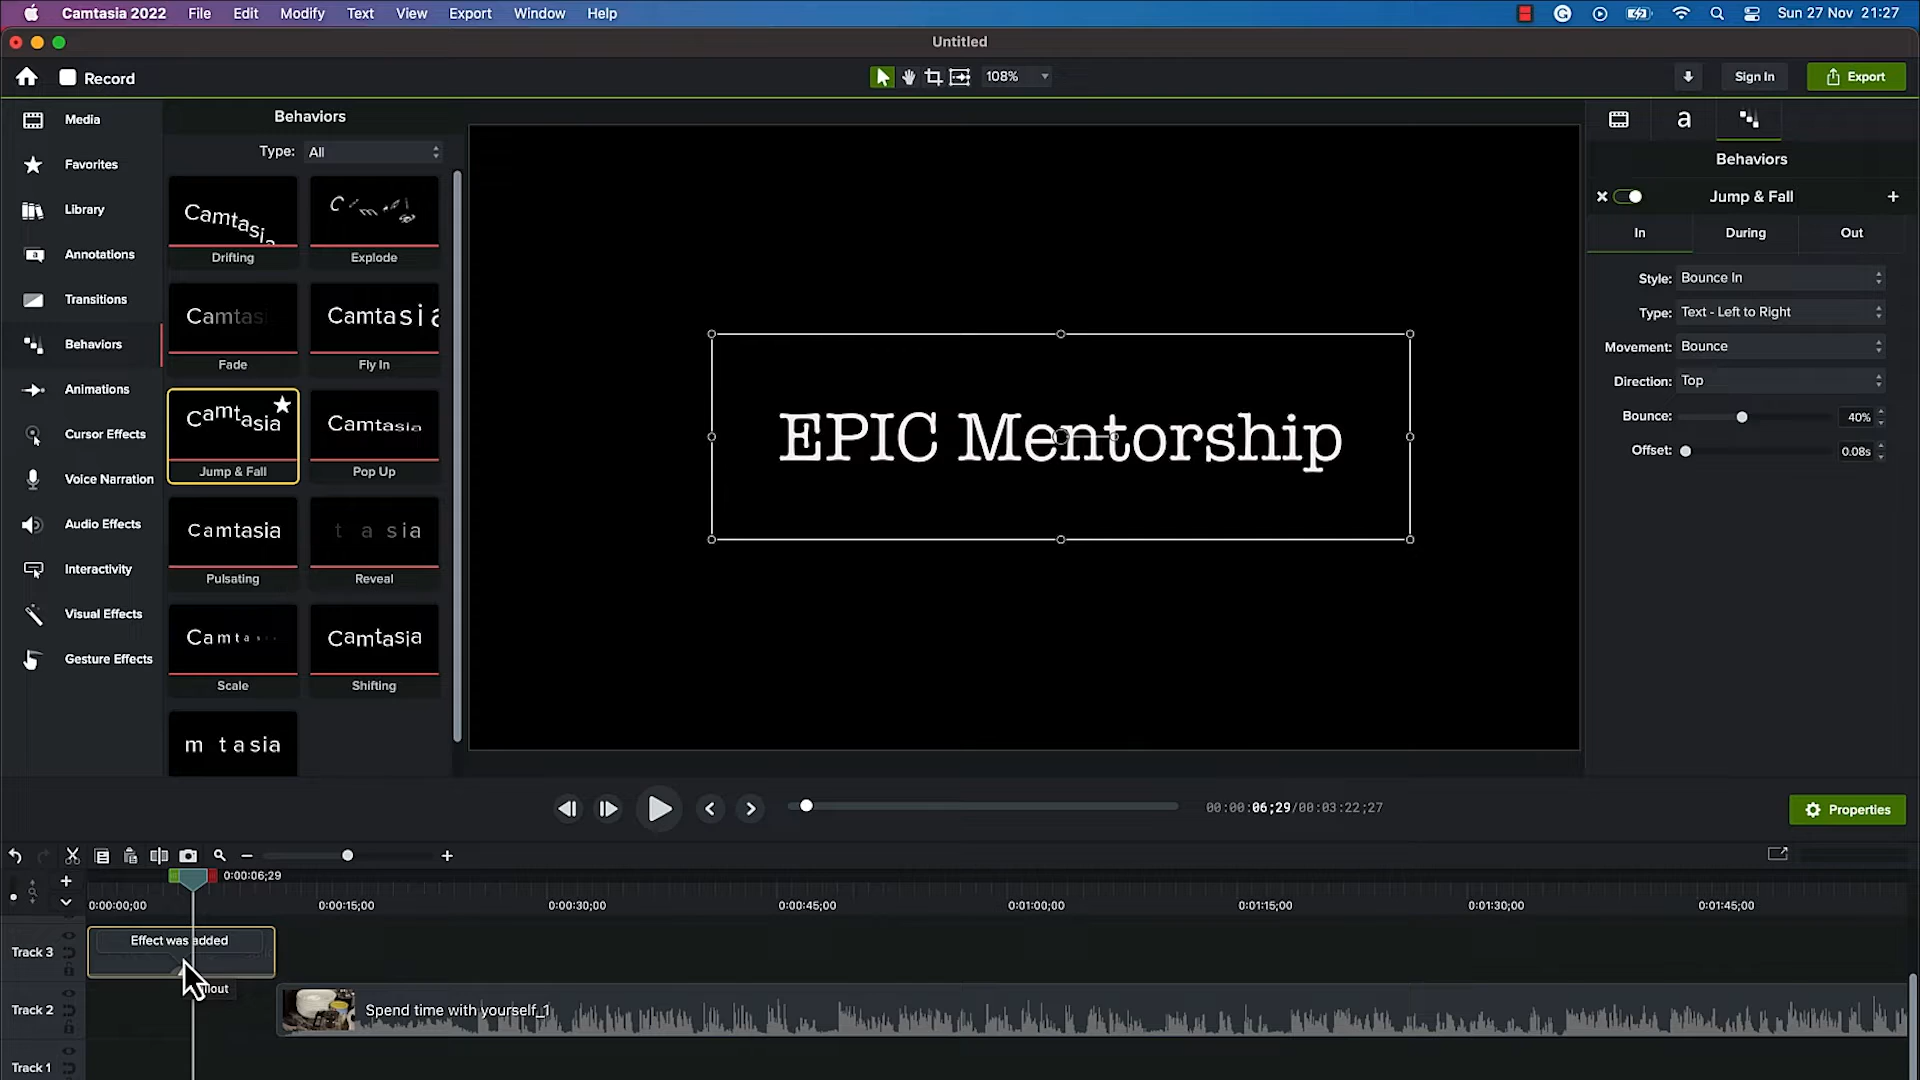 Camtasia 2022 File Edit Modify Text View Export Window Help Sun 27 Nov 21:27
Untitled
Record 108% Sign In Export
Media
Favorites
Library
Annotations
Transitions
Behaviors
Animations
Cursor Effects
Voice Narration
Audio Effects
Interactivity
Visual Effects
Gesture Effects
Behaviors
Type: All
Camtasia
Drifting
Explode
Camtasi
Fade
Camtasia
Fly In
Camtasia
Jump & Fall
Camtasia
Pop Up
Camtasia
Pulsating
t a sia
Reveal
Camta
Scale
Camtasia
Shifting
m t a sia
EPIC Mentorship
a
Behaviors
Jump & Fall
In During Out
Style: Bounce In
Type: Text - Left to Right
Movement: Bounce
Direction: Top
Bounce: 40%
Offset: 0.08s
00:00:06;29/00:03:22;27
Properties
0:00:06;29
0:00:00;00 0:00:15;00 0:00:30;00 0:00:45;00 0:01:00;00 0:01:15;00 0:01:30;00 0:01:45;00
Track 3 Effect was added
llout
Track 2 Spend time with yourself_1
Track 1